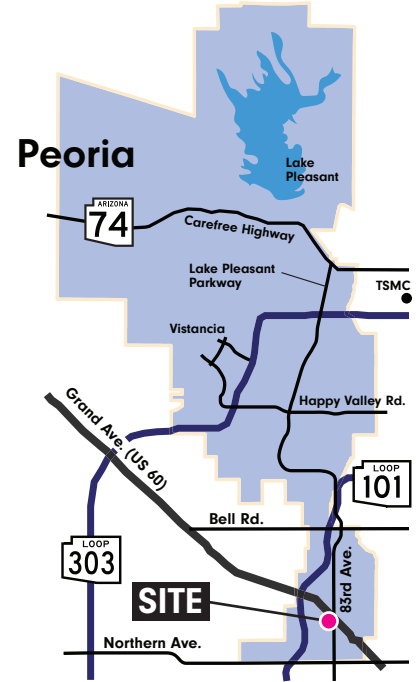 Peoria
Lake
Pleasant
ARIZONA
74
Carefree Highway
Lake Pleasant
Parkway
TSMC
Vistancia
Happy Valley Rd.
Grand Ave. (US 60)
LOOP
101
Bell Rd.
LOOP
303
83rd Ave.
SITE
Northern Ave.